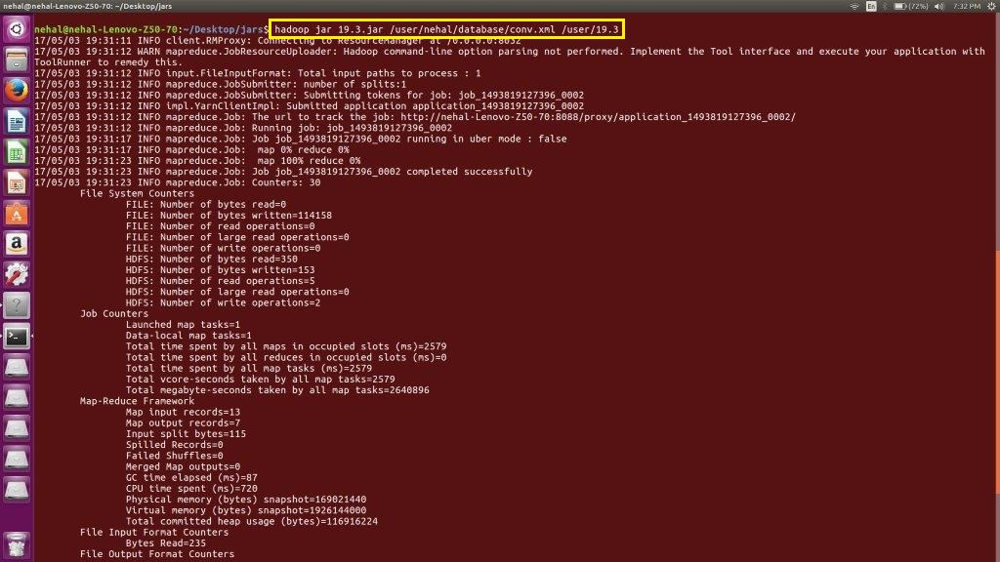 nehal@nehal-Lenovo-Z50-70: ~/Desktop/jars
En
(72%)
7:32 PM
nehal@nehal-Lenovo-Z50-70:~/Desktop/jars$ hadoop jar 19.3.jar /user/nehal/database/conv.xml /user/19.3
17/05/03 19:31:11 INFO client.RMProxy: Connecting to ResourceManager at /0.0.0.0:8032
17/05/03 19:31:12 WARN mapreduce.JobResourceUploader: Hadoop command-line option parsing not performed. Implement the Tool interface and execute your application with
ToolRunner to remedy this.
17/05/03 19:31:12 INFO input.FileInputFormat: Total input paths to process : 1
17/05/03 19:31:12 INFO mapreduce.JobSubmitter: number of splits:1
17/05/03 19:31:12 INFO mapreduce.JobSubmitter: Submitting tokens for job: job_1493819127396_0002
17/05/03 19:31:12 INFO impl.YarnClientImpl: Submitted application application_1493819127396_0002
17/05/03 19:31:12 INFO mapreduce.Job: The url to track the job: http://nehal-Lenovo-Z50-70:8088/proxy/application_1493819127396_0002/
17/05/03 19:31:12 INFO mapreduce.Job: Running job: job_1493819127396_0002
17/05/03 19:31:17 INFO mapreduce.Job: Job job_1493819127396_0002 running in uber mode : false
17/05/03 19:31:17 INFO mapreduce.Job:  map 0% reduce 0%
17/05/03 19:31:23 INFO mapreduce.Job:  map 100% reduce 0%
17/05/03 19:31:23 INFO mapreduce.Job: Job job_1493819127396_0002 completed successfully
17/05/03 19:31:23 INFO mapreduce.Job: Counters: 30
File System Counters
FILE: Number of bytes read=0
FILE: Number of bytes written=114158
FILE: Number of read operations=0
FILE: Number of large read operations=0
FILE: Number of write operations=0
HDFS: Number of bytes read=350
HDFS: Number of bytes written=153
HDFS: Number of read operations=5
HDFS: Number of large read operations=0
HDFS: Number of write operations=2
Job Counters
Launched map tasks=1
Data-local map tasks=1
Total time spent by all maps in occupied slots (ms)=2579
Total time spent by all reduces in occupied slots (ms)=0
Total time spent by all map tasks (ms)=2579
Total vcore-seconds taken by all map tasks=2579
Total megabyte-seconds taken by all map tasks=2640896
Map-Reduce Framework
Map input records=13
Map output records=7
Input split bytes=115
Spilled Records=0
Failed Shuffles=0
Merged Map outputs=0
GC time elapsed (ms)=87
CPU time spent (ms)=720
Physical memory (bytes) snapshot=169021440
Virtual memory (bytes) snapshot=1926144000
Total committed heap usage (bytes)=116916224
File Input Format Counters
Bytes Read=235
File Output Format Counters